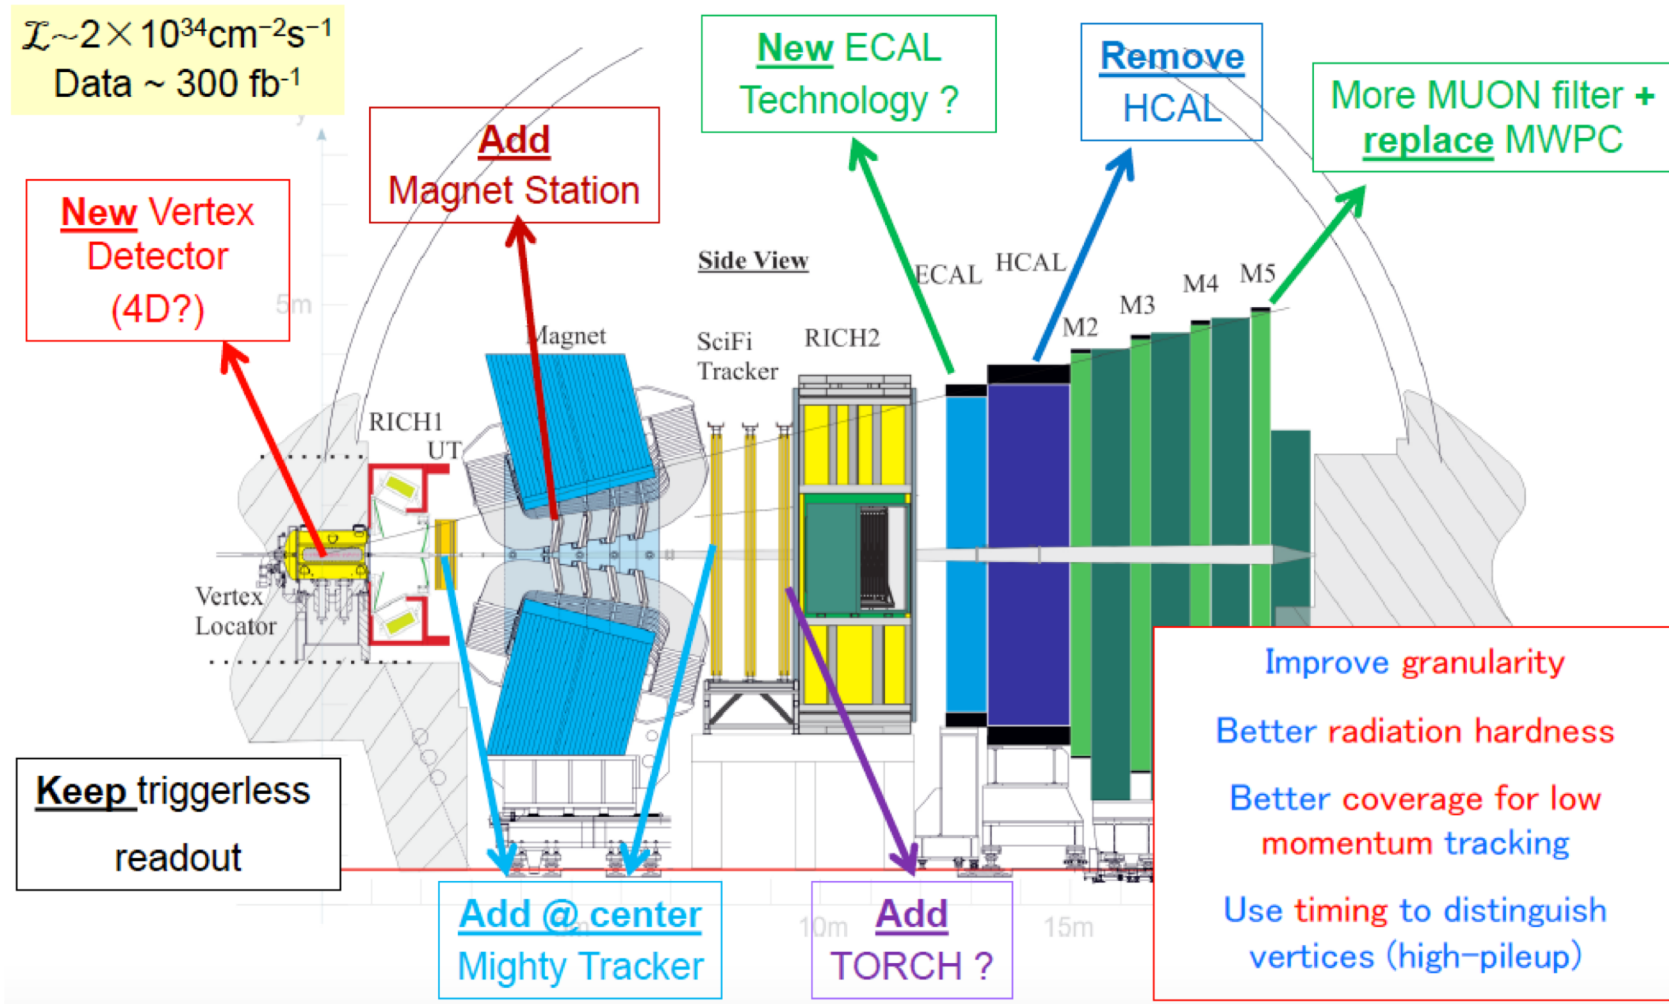 ℒ~2×10³⁴cm⁻²s⁻¹
Data ~ 300 fb⁻¹
New ECAL
Technology ?
Remove
HCAL
More MUON filter +
replace MWPC
Add
Magnet Station
New Vertex
Detector
(4D?)
y
5m
Side View
ECAL
HCAL
M2
M3
M4
M5
Magnet
SciFi
Tracker
RICH2
RICH1
UT
Vertex
Locator
Keep triggerless
readout
Add @ center
Mighty Tracker
Add
TORCH ?
10m
15m
Improve granularity
Better radiation hardness
Better coverage for low
momentum tracking
Use timing to distinguish
vertices (high-pileup)